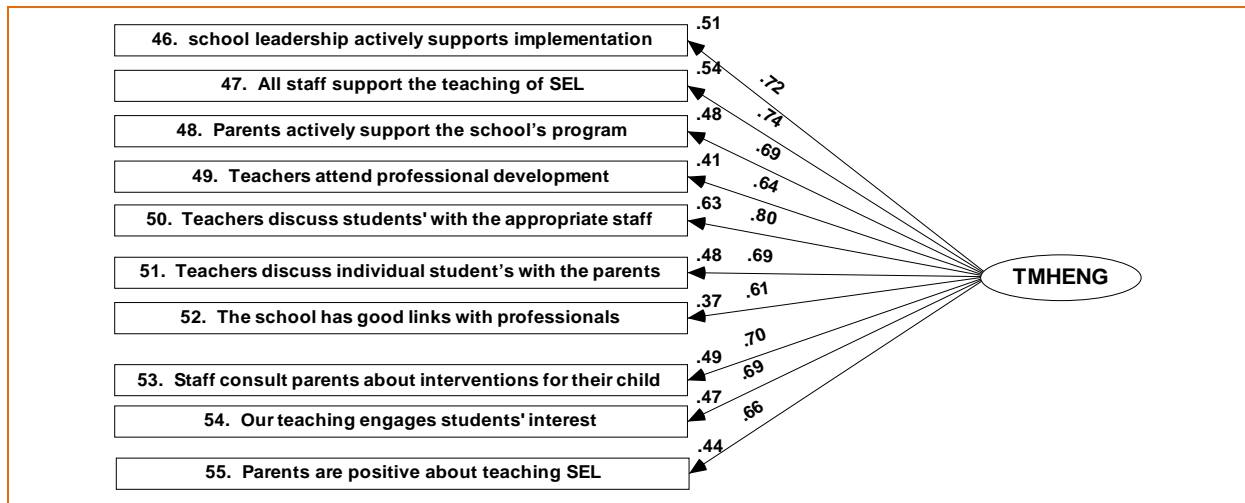 .51
46. school leadership actively supports implementation
.72
.54
47. All staff support the teaching of SEL
.74
.48
48. Parents actively support the school’s program
.69
.41
49. Teachers attend professional development
.64
.63
50. Teachers discuss students' with the appropriate staff
.80
.48
51. Teachers discuss individual student’s with the parents
.69
TMHENG
.37
52. The school has good links with professionals
.61
.49
53. Staff consult parents about interventions for their child
.70
.47
54. Our teaching engages students' interest
.69
.44
55. Parents are positive about teaching SEL
.66